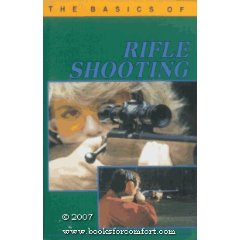 THE BASICS OF
RIFLE
SHOOTING
© 2007
www.booksforcomfort.com